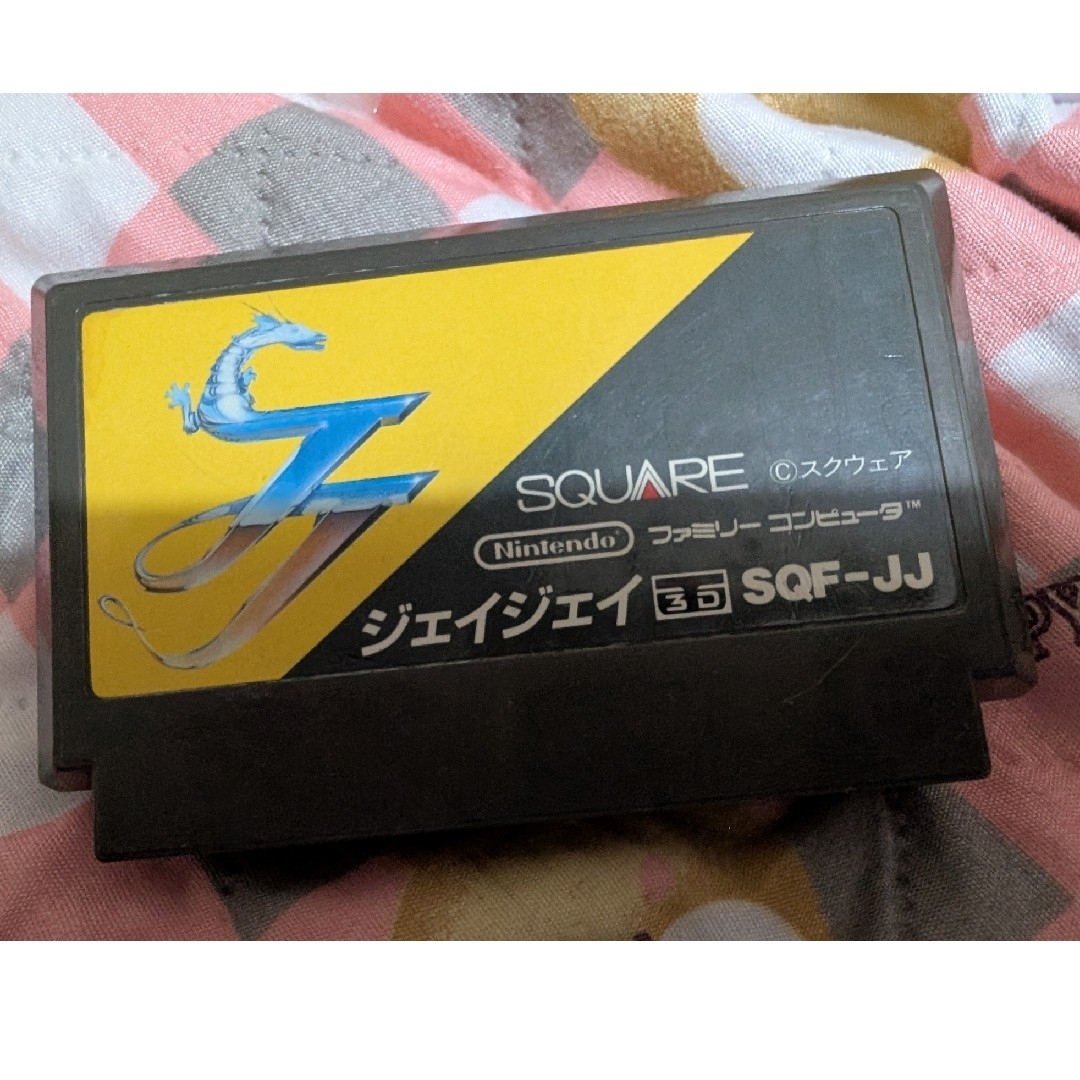 JJ
SQUARE ©スクウェア
Nintendo® ファミリーコンピュータ™
ジェイジェイ 3D SQF-JJ